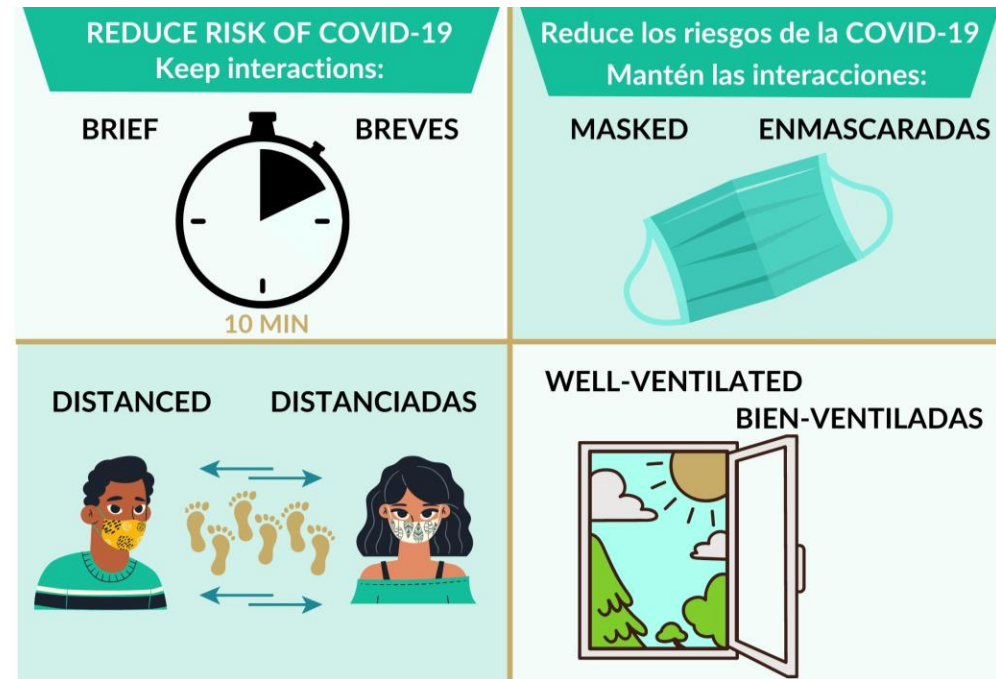 REDUCE RISK OF COVID-19
Keep interactions:
BRIEF BREVES
10 MIN
Reduce los riesgos de la COVID-19
Mantén las interacciones:
MASKED ENMASCARADAS
DISTANCED DISTANCIADAS
WELL-VENTILATED
BIEN-VENTILADAS